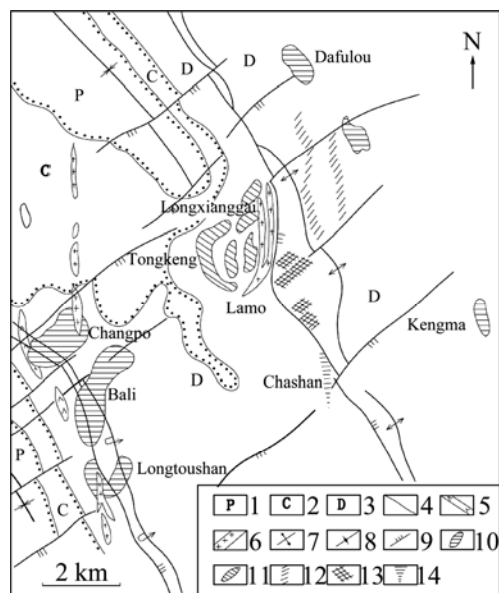 Dafulou
N
D
D
C
P
C
Longxianggai
Tongkeng
Lamo
D
Kengma
Changpo
Chashan
D
Bali
P
Longtoushan
C
P 1 C 2 D 3 4 5
6 7 8 9 10
11 12 13 14
2 km